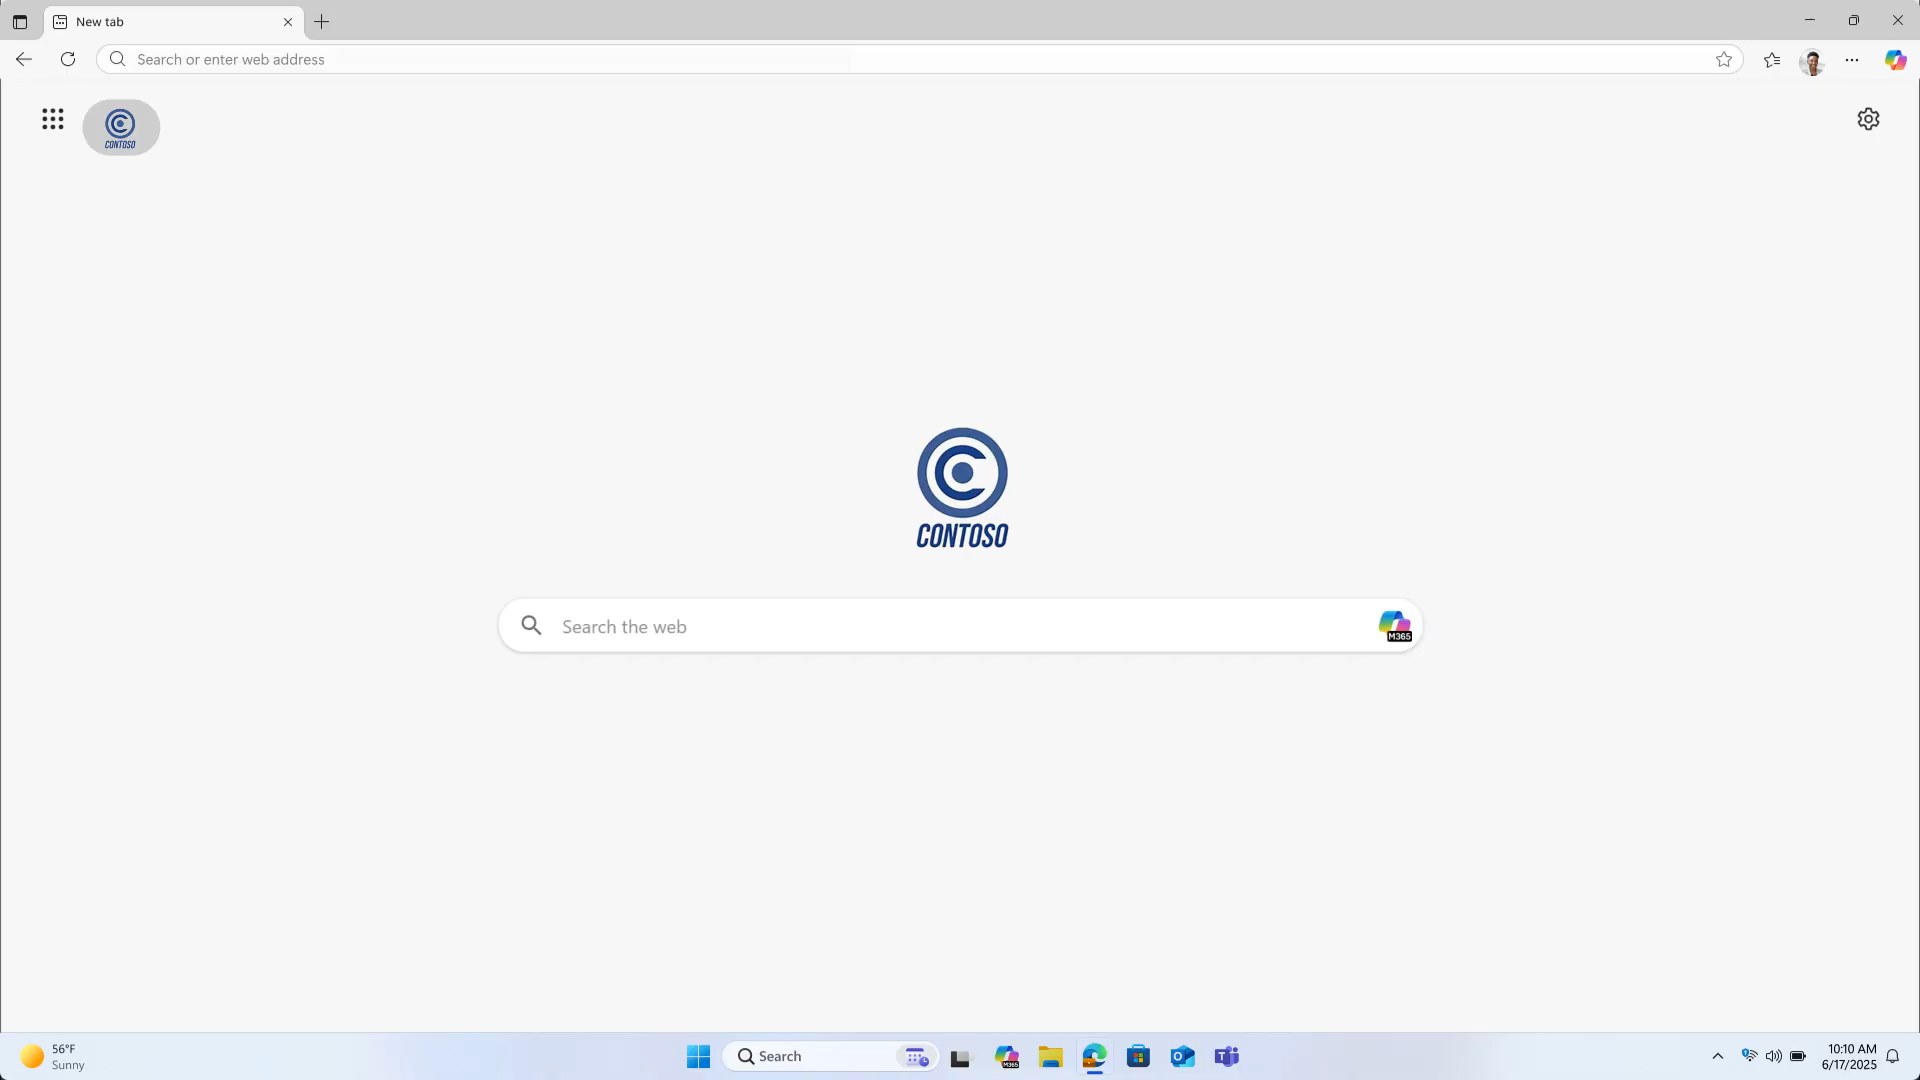 New tab
Search or enter web address
CONTOSO
CONTOSO
Search the web
M365
56°F
Sunny
Search
M365
10:10 AM
6/17/2025